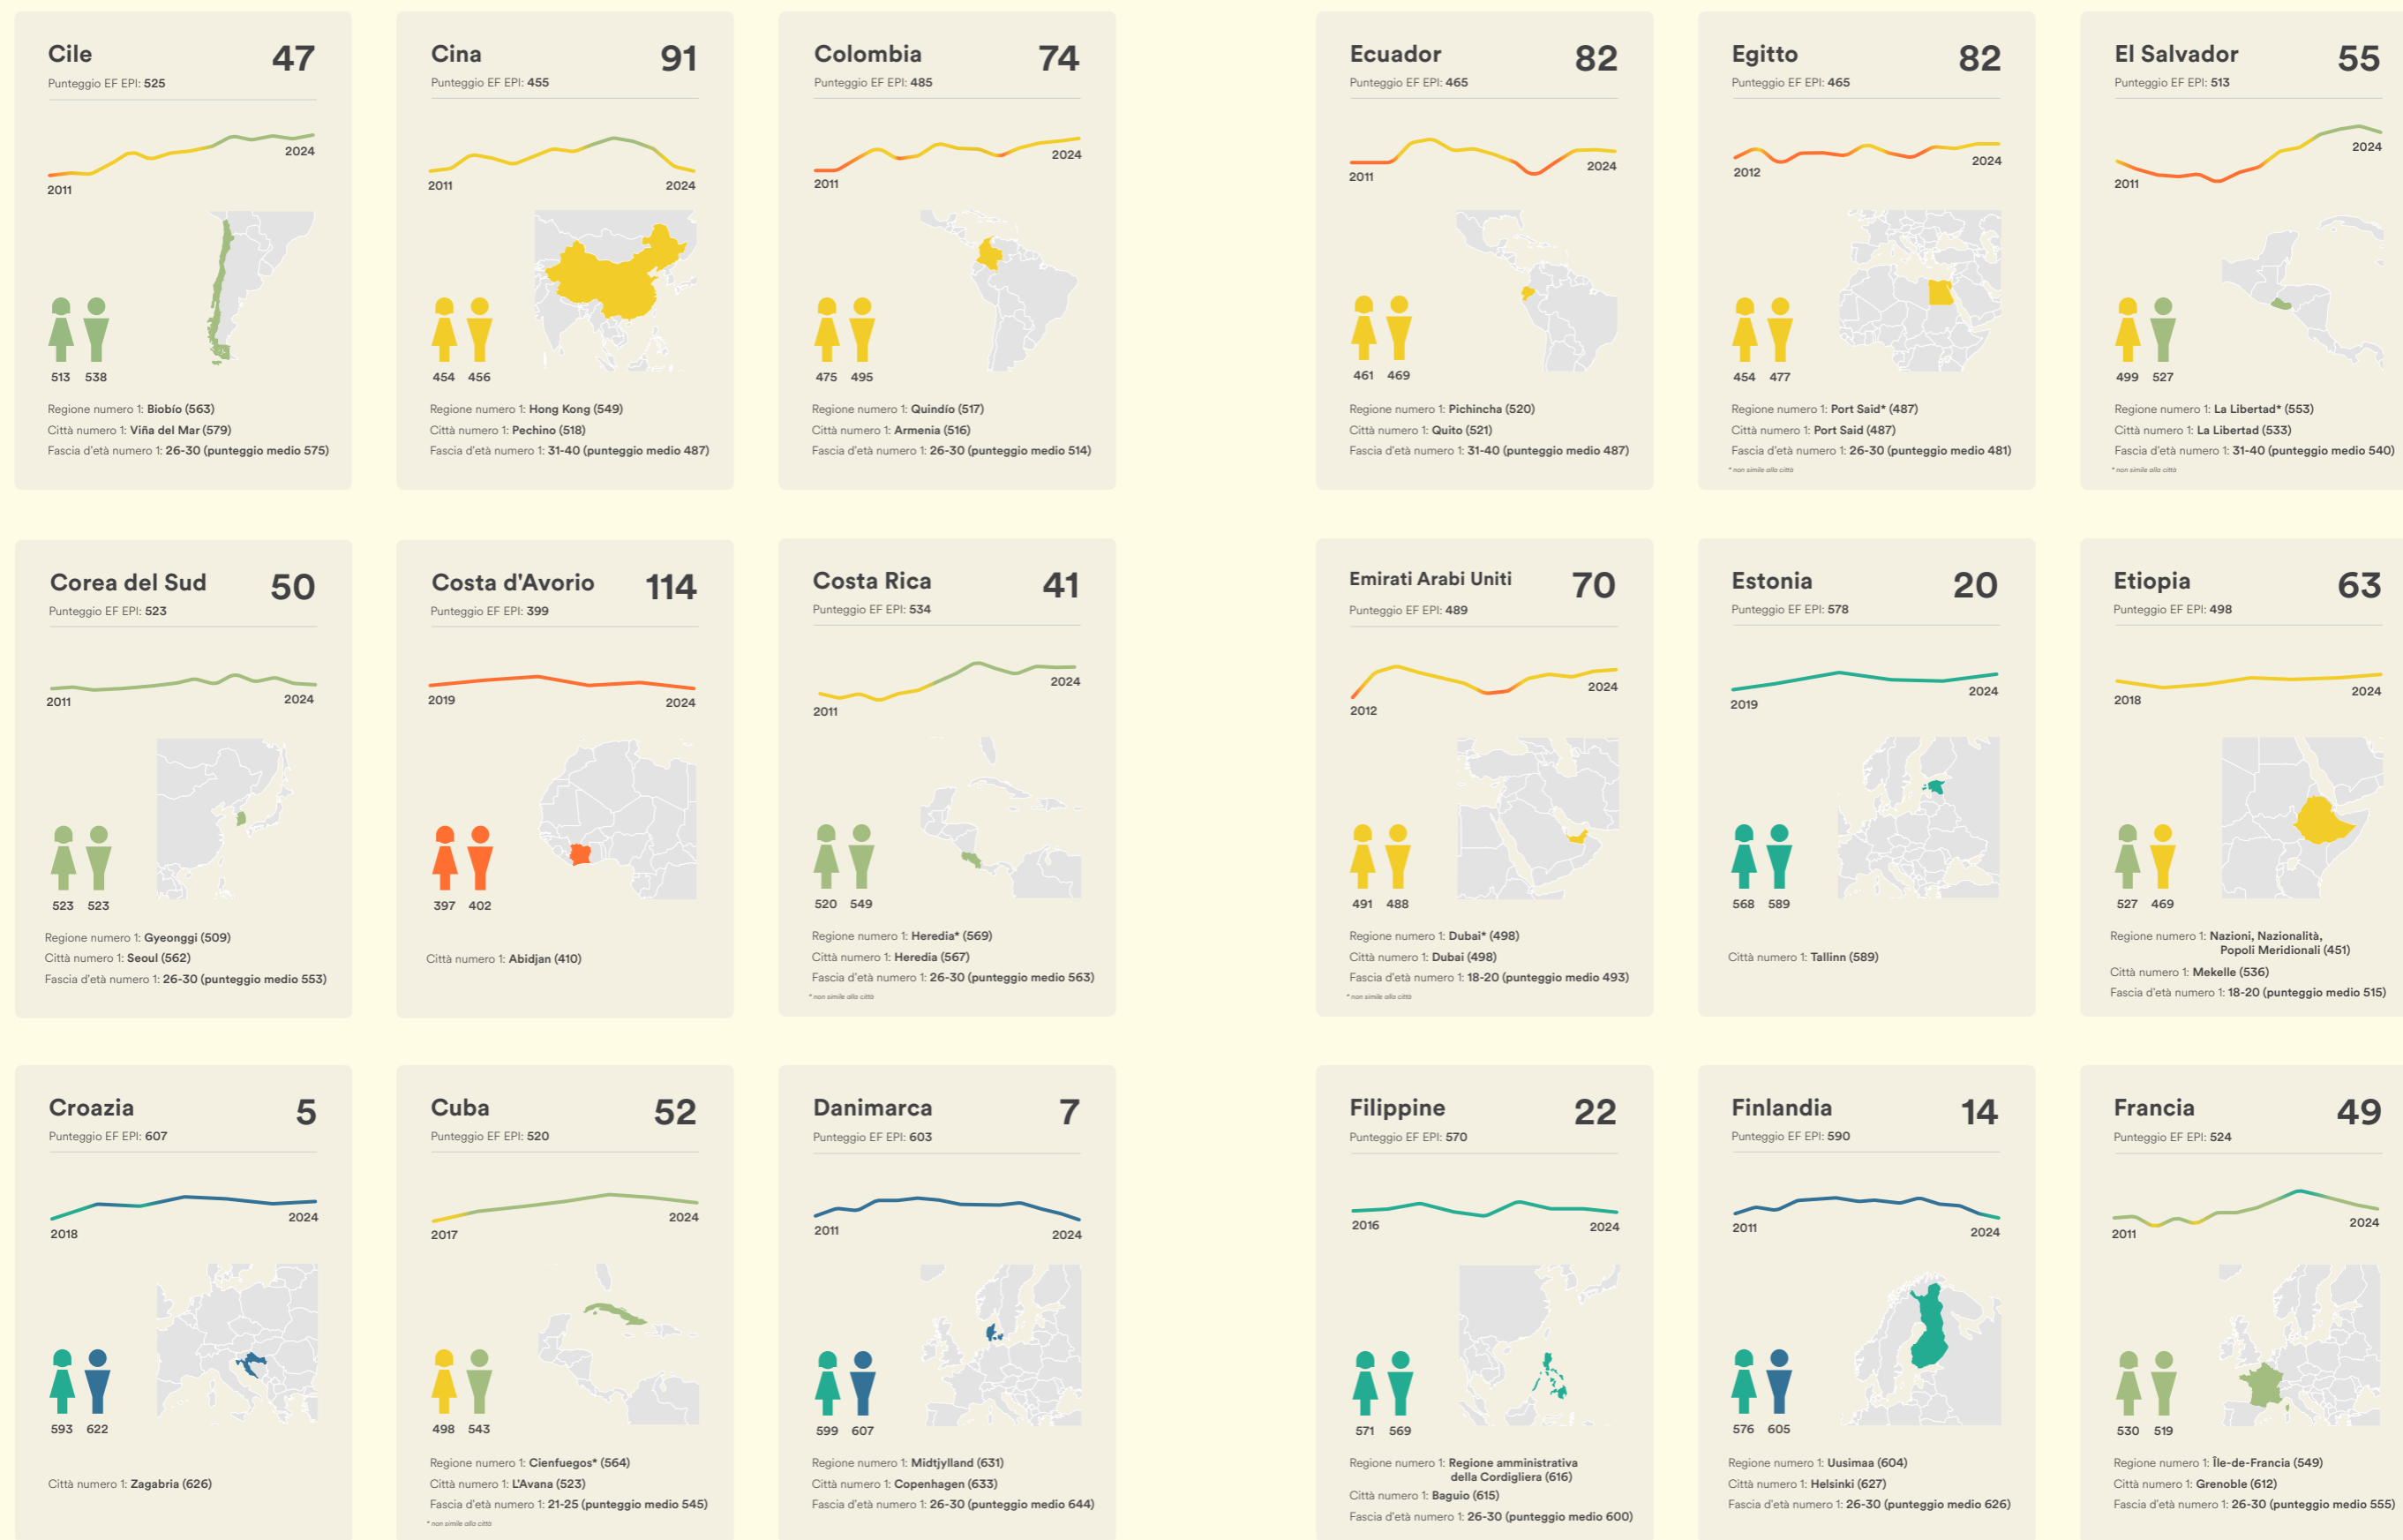 Cile
47
Punteggio EF EPI: 525
2011
2024
513 538
Regione numero 1: Biobío (563)
Città numero 1: Viña del Mar (579)
Fascia d'età numero 1: 26-30 (punteggio medio 575)
Cina
91
Punteggio EF EPI: 455
2011
2024
454 456
Regione numero 1: Hong Kong (549)
Città numero 1: Pechino (518)
Fascia d'età numero 1: 31-40 (punteggio medio 487)
Colombia
74
Punteggio EF EPI: 485
2011
2024
475 495
Regione numero 1: Quindío (517)
Città numero 1: Armenia (516)
Fascia d'età numero 1: 26-30 (punteggio medio 514)
Ecuador
82
Punteggio EF EPI: 465
2011
2024
461 469
Regione numero 1: Pichincha (520)
Città numero 1: Quito (521)
Fascia d'età numero 1: 31-40 (punteggio medio 487)
Egitto
82
Punteggio EF EPI: 465
2012
2024
454 477
Regione numero 1: Port Said* (487)
Città numero 1: Port Said (487)
Fascia d'età numero 1: 26-30 (punteggio medio 481)
* non simile alla città
El Salvador
55
Punteggio EF EPI: 513
2011
2024
499 527
Regione numero 1: La Libertad* (553)
Città numero 1: La Libertad (533)
Fascia d'età numero 1: 31-40 (punteggio medio 540)
* non simile alla città
Corea del Sud
50
Punteggio EF EPI: 523
2011
2024
523 523
Regione numero 1: Gyeonggi (509)
Città numero 1: Seoul (562)
Fascia d'età numero 1: 26-30 (punteggio medio 553)
Costa d'Avorio
114
Punteggio EF EPI: 399
2019
2024
397 402
Città numero 1: Abidjan (410)
Costa Rica
41
Punteggio EF EPI: 534
2011
2024
520 549
Regione numero 1: Heredia* (569)
Città numero 1: Heredia (567)
Fascia d'età numero 1: 26-30 (punteggio medio 563)
* non simile alla città
Emirati Arabi Uniti
70
Punteggio EF EPI: 489
2012
2024
491 488
Regione numero 1: Dubai* (498)
Città numero 1: Dubai (498)
Fascia d'età numero 1: 18-20 (punteggio medio 493)
* non simile alla città
Estonia
20
Punteggio EF EPI: 578
2019
2024
568 589
Città numero 1: Tallinn (589)
Etiopia
63
Punteggio EF EPI: 498
2018
2024
527 469
Regione numero 1: Nazioni, Nazionalità,
Popoli Meridionali (451)
Città numero 1: Mekelle (536)
Fascia d'età numero 1: 18-20 (punteggio medio 515)
Croazia
5
Punteggio EF EPI: 607
2018
2024
593 622
Città numero 1: Zagabria (626)
Cuba
52
Punteggio EF EPI: 520
2017
2024
498 543
Regione numero 1: Cienfuegos* (564)
Città numero 1: L'Avana (523)
Fascia d'età numero 1: 21-25 (punteggio medio 545)
* non simile alla città
Danimarca
7
Punteggio EF EPI: 603
2011
2024
599 607
Regione numero 1: Midtjylland (631)
Città numero 1: Copenhagen (633)
Fascia d'età numero 1: 26-30 (punteggio medio 644)
Filippine
22
Punteggio EF EPI: 570
2016
2024
571 569
Regione numero 1: Regione amministrativa
della Cordigliera (616)
Città numero 1: Baguio (615)
Fascia d'età numero 1: 26-30 (punteggio medio 600)
Finlandia
14
Punteggio EF EPI: 590
2011
2024
576 605
Regione numero 1: Uusimaa (604)
Città numero 1: Helsinki (627)
Fascia d'età numero 1: 26-30 (punteggio medio 626)
Francia
49
Punteggio EF EPI: 524
2011
2024
530 519
Regione numero 1: Île-de-Francia (549)
Città numero 1: Grenoble (612)
Fascia d'età numero 1: 26-30 (punteggio medio 555)